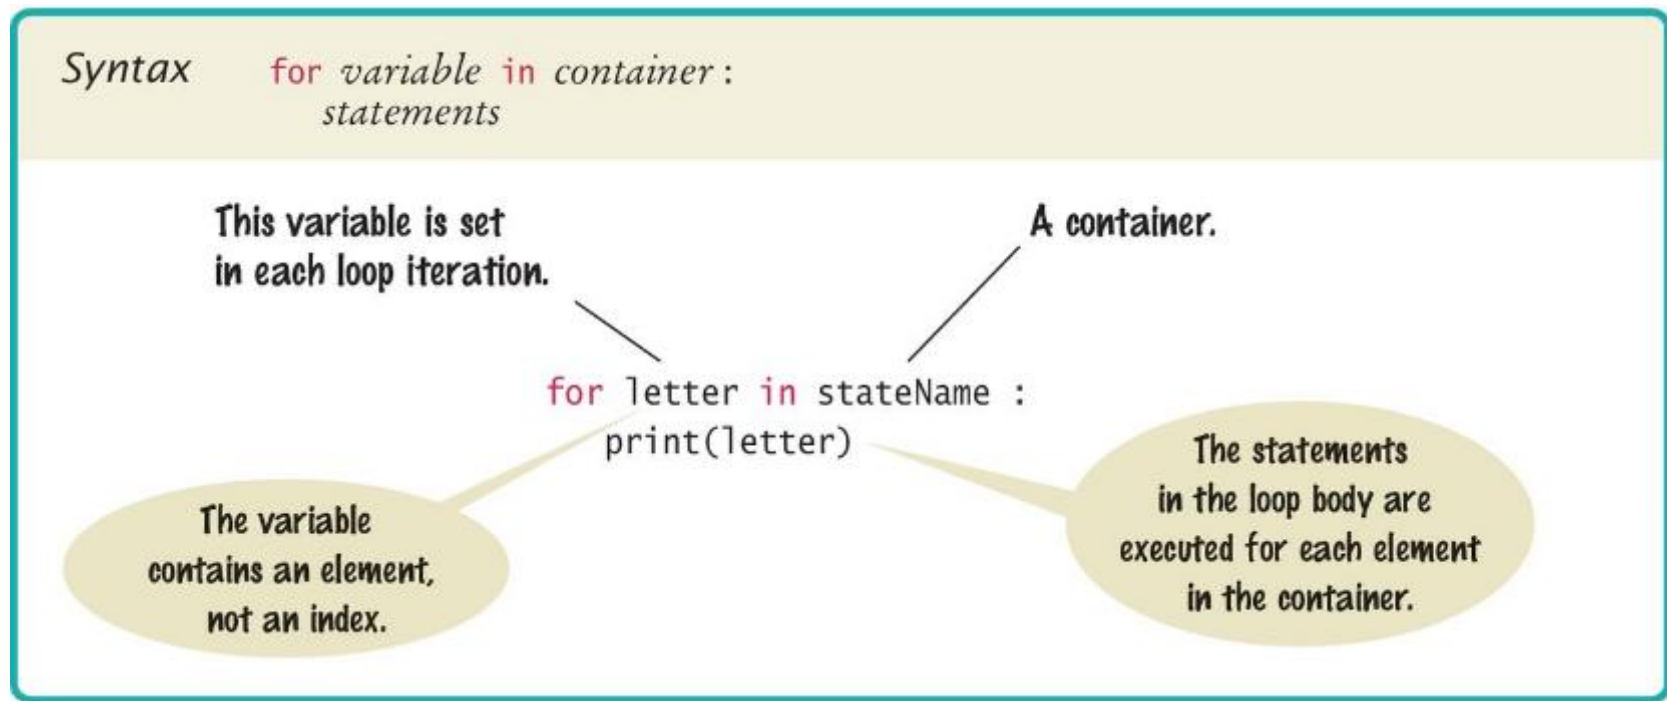 Syntax for variable in container :
statements
This variable is set
in each loop iteration.
A container.
for letter in stateName :
print(letter)
The variable
contains an element,
not an index.
The statements
in the loop body are
executed for each element
in the container.